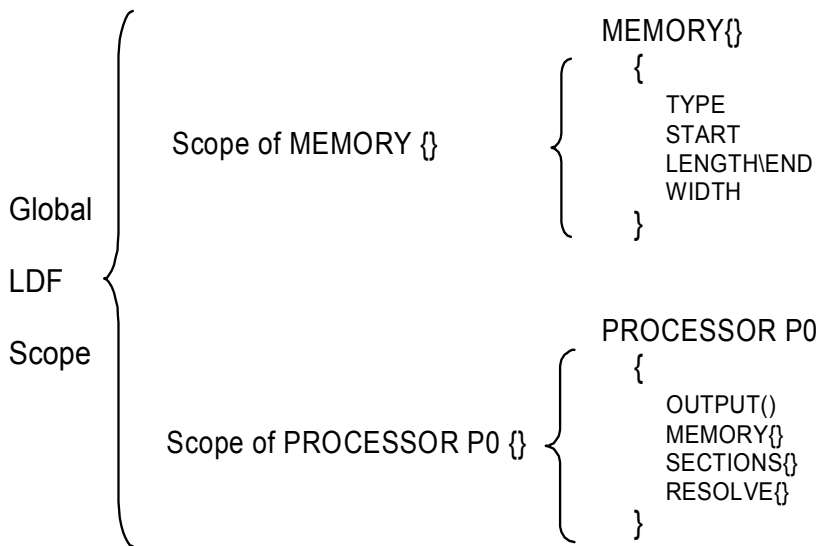 Global
LDF
Scope
Scope of MEMORY {}
MEMORY{}
{
TYPE
START
LENGTH\END
WIDTH
}
Scope of PROCESSOR P0 {}
PROCESSOR P0
{
OUTPUT()
MEMORY{}
SECTIONS{}
RESOLVE{}
}